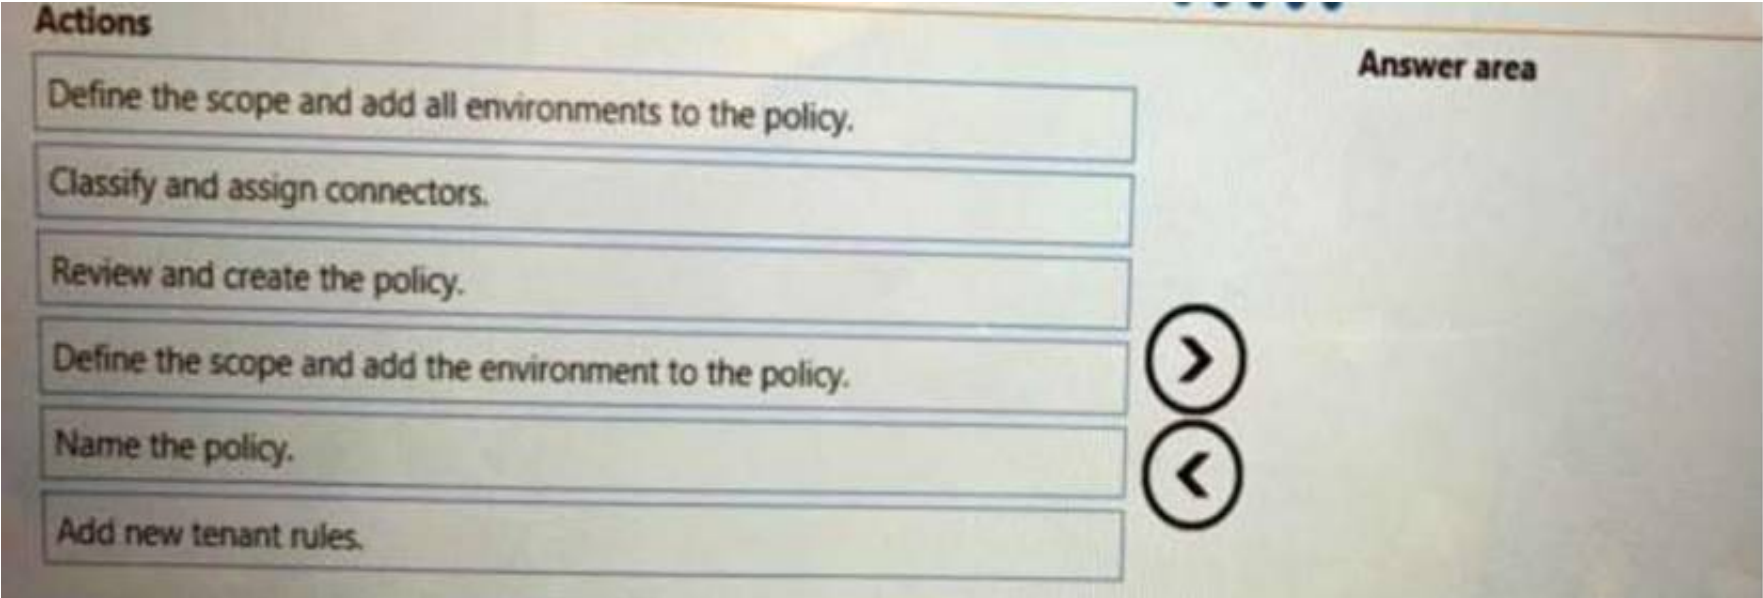 Actions
Answer area
Define the scope and add all environments to the policy.
Classify and assign connectors.
Review and create the policy.
Define the scope and add the environment to the policy.
Name the policy.
Add new tenant rules.